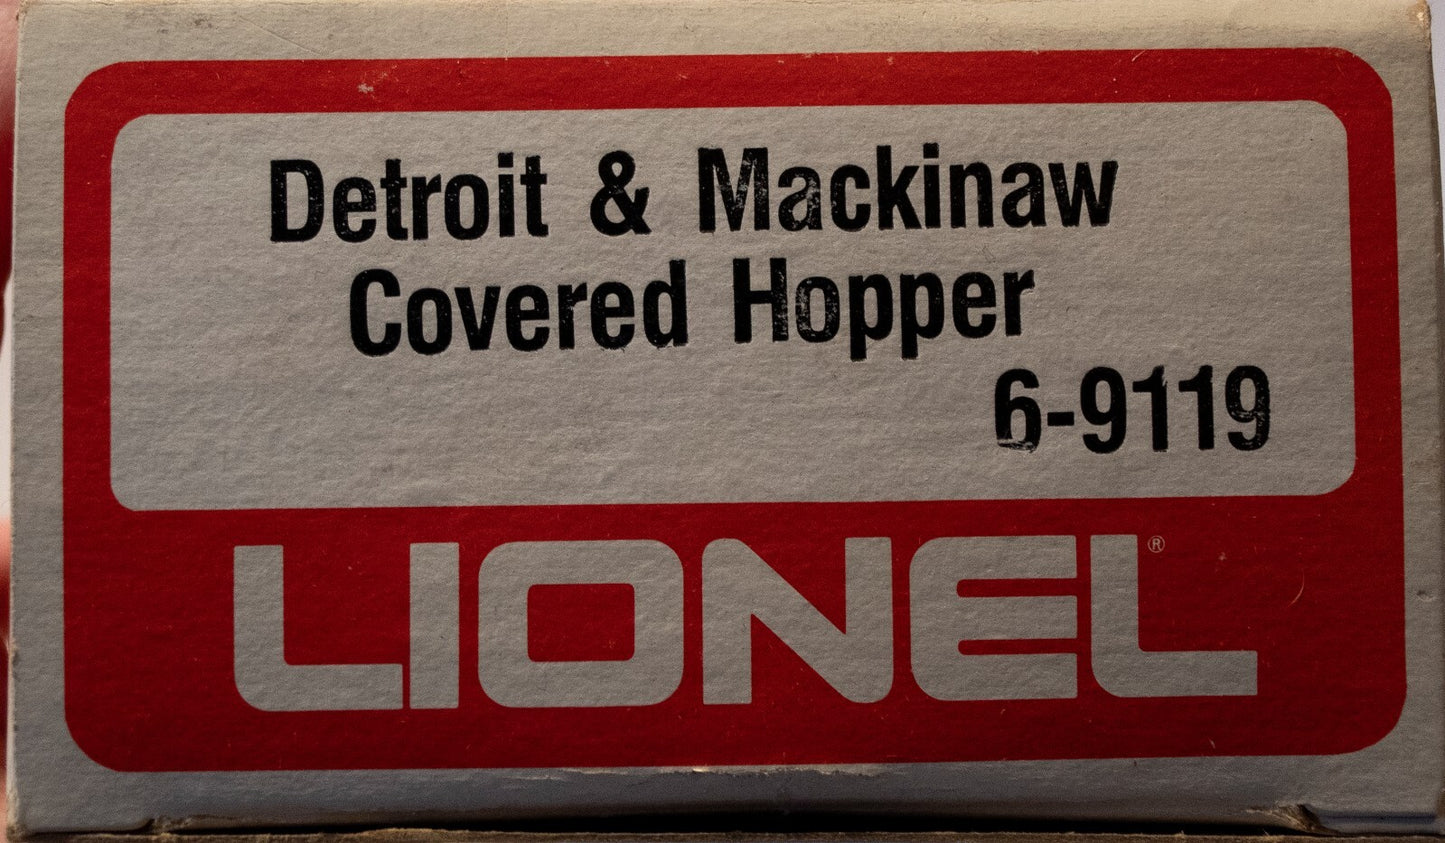 Detroit & Mackinaw
Covered Hopper
6-9119
LIONEL®